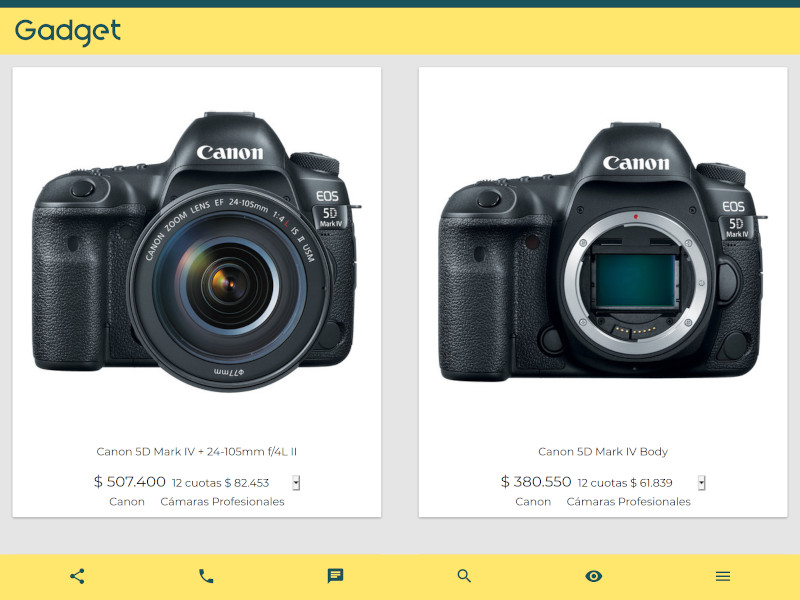 Gadget
Canon
EOS
5D
Mark IV
CANON ZOOM LENS EF 24-105mm 1:4 L IS II USM
Φ77mm
Canon 5D Mark IV + 24-105mm f/4L II
$ 507.400 12 cuotas $ 82.453
Canon Cámaras Profesionales
Canon
EOS
5D
Mark IV
Canon 5D Mark IV Body
$ 380.550 12 cuotas $ 61.839
Canon Cámaras Profesionales